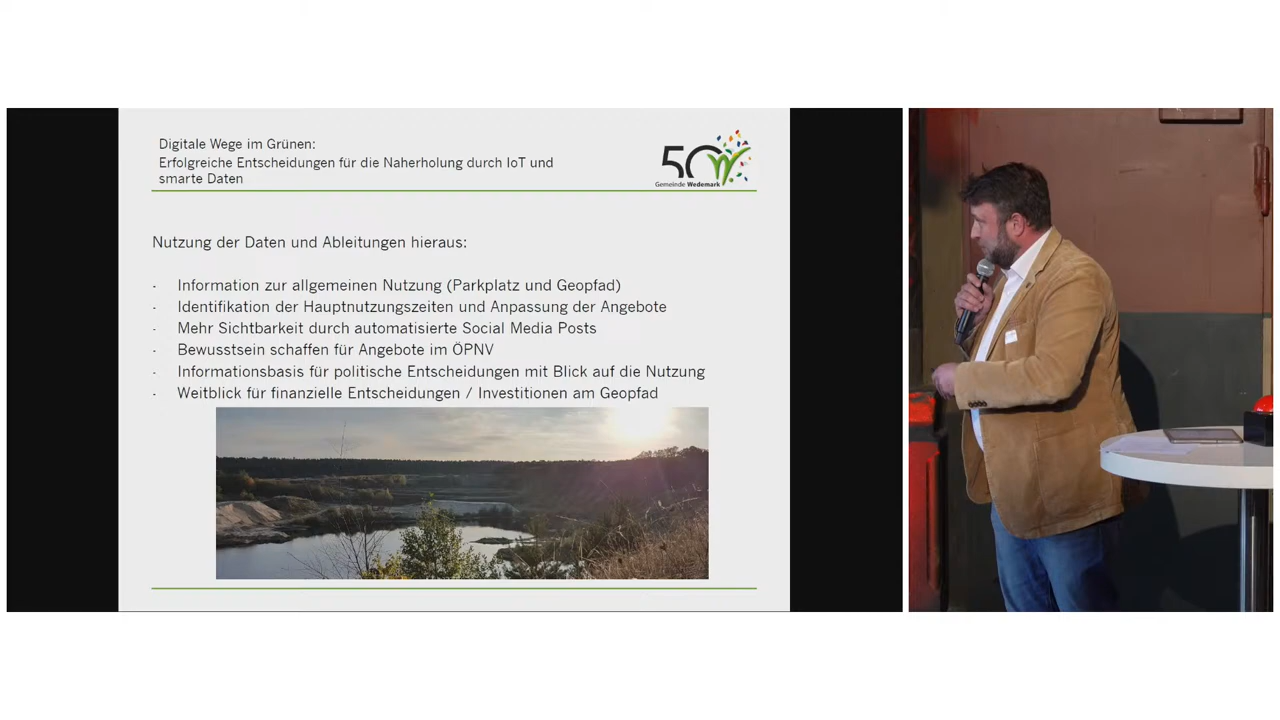 Digitale Wege im Grünen:
Erfolgreiche Entscheidungen für die Naherholung durch IoT und
smarte Daten
50
Gemeinde Wedemark
Nutzung der Daten und Ableitungen hieraus:
- Information zur allgemeinen Nutzung (Parkplatz und Geopfad)
- Identifikation der Hauptnutzungszeiten und Anpassung der Angebote
- Mehr Sichtbarkeit durch automatisierte Social Media Posts
- Bewusstsein schaffen für Angebote im ÖPNV
- Informationsbasis für politische Entscheidungen mit Blick auf die Nutzung
- Weitblick für finanzielle Entscheidungen / Investitionen am Geopfad